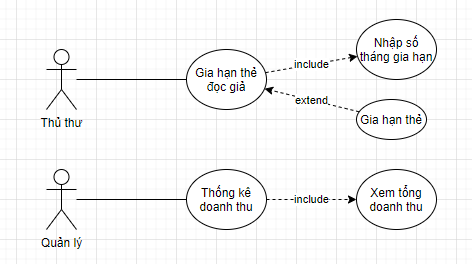 Nhập số
tháng gia hạn
include
Gia hạn thẻ
đọc giả
extend
Gia hạn thẻ
Thủ thư
Thống kê
doanh thu
include
Xem tổng
doanh thu
Quản lý